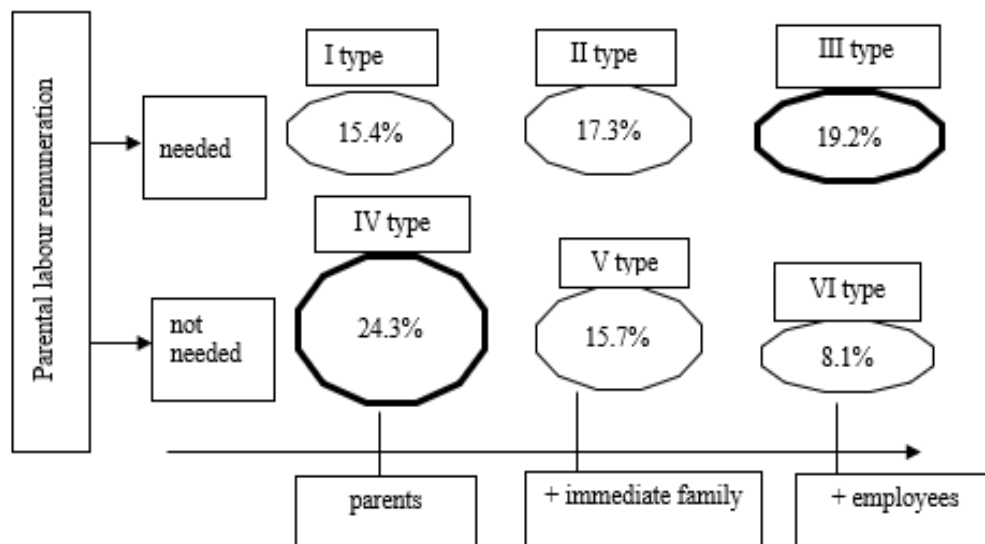 Parental labour remuneration
needed
I type
15.4%
II type
17.3%
III type
19.2%
not
needed
IV type
24.3%
V type
15.7%
VI type
8.1%
parents
+ immediate family
+ employees